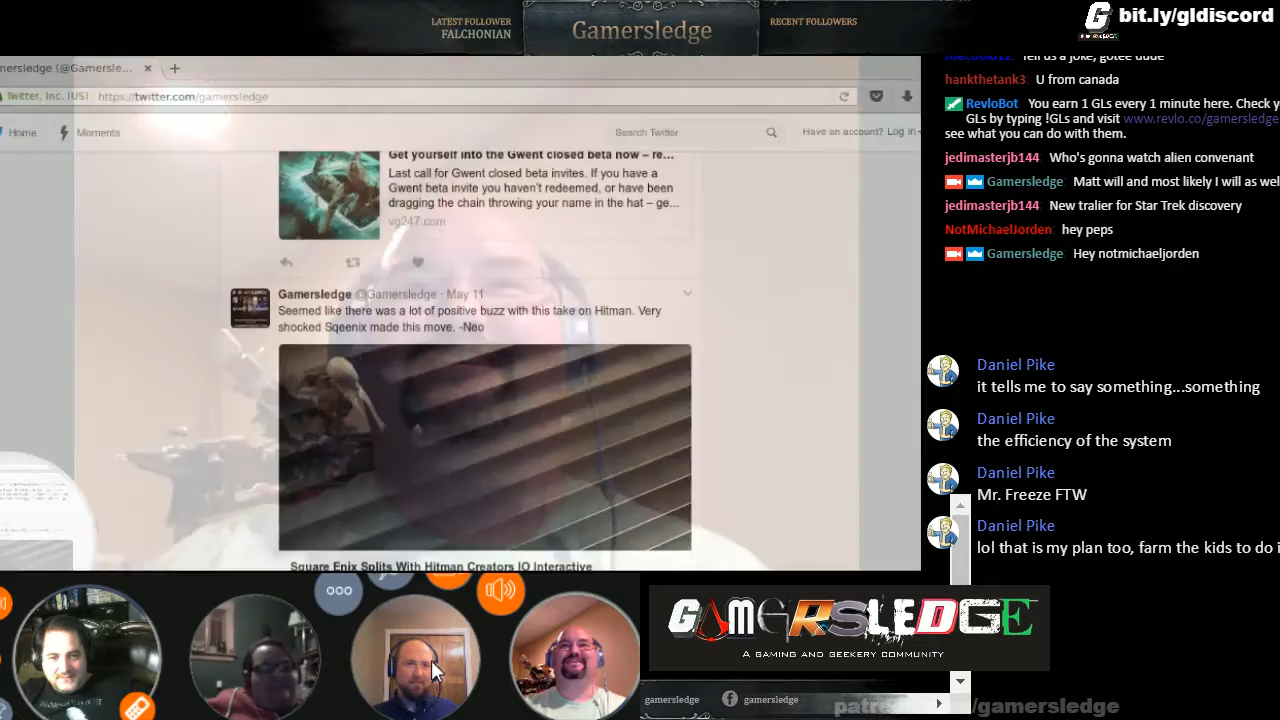 LATEST FOLLOWER
FALCHONIAN
Gamersledge
RECENT FOLLOWERS
bit.ly/gldiscord
mersledge (@Gamersle... × +
Twitter, Inc. (US) https://twitter.com/gamersledge
Home Moments Search Twitter Have an account? Log in
Get yourself into the Gwent closed beta now – re...
Last call for Gwent closed beta invites. If you have a
Gwent beta invite you haven't redeemed, or have been
dragging the chain throwing your name in the hat – ge...
vg247.com
Gamersledge @Gamersledge · May 11
Seemed like there was a lot of positive buzz with this take on Hitman. Very
shocked Sqeenix made this move. -Neo
Square Enix Splits With Hitman Creators IO Interactive
Tell us a joke, gotee dude
hankthetank3 U from canada
RevloBot You earn 1 GLs every 1 minute here. Check y
GLs by typing !GLs and visit www.revlo.co/gamersledge
see what you can do with them.
jedimasterjb144 Who's gonna watch alien convenant
Gamersledge Matt will and most likely I will as wel
jedimasterjb144 New tralier for Star Trek discovery
NotMichaelJorden hey peps
Gamersledge Hey notmichaeljorden
Daniel Pike
it tells me to say something...something
Daniel Pike
the efficiency of the system
Daniel Pike
Mr. Freeze FTW
Daniel Pike
lol that is my plan too, farm the kids to do i
GAMERSLEDGE
A GAMING AND GEEKERY COMMUNITY
gamersledge gamersledge
/gamersledge